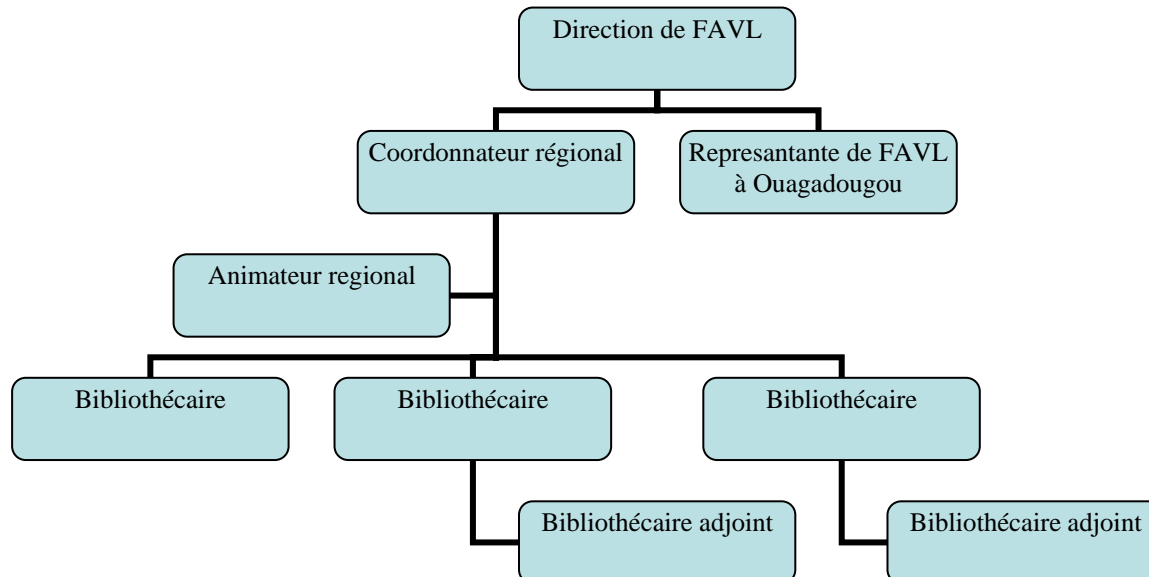 Direction de FAVL
Coordonnateur régional
Represantante de FAVL
à Ouagadougou
Animateur regional
Bibliothécaire
Bibliothécaire
Bibliothécaire
Bibliothécaire adjoint
Bibliothécaire adjoint